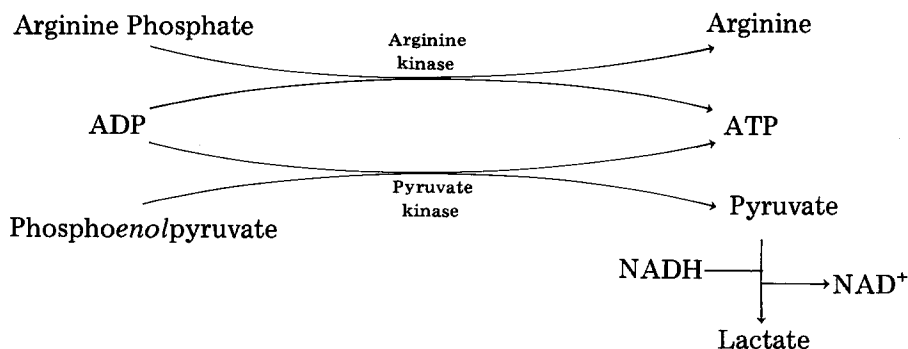 Arginine Phosphate
Arginine
kinase
Arginine
ADP
ATP
Pyruvate
kinase
Phosphoenolpyruvate
Pyruvate
NADH
NAD⁺
Lactate